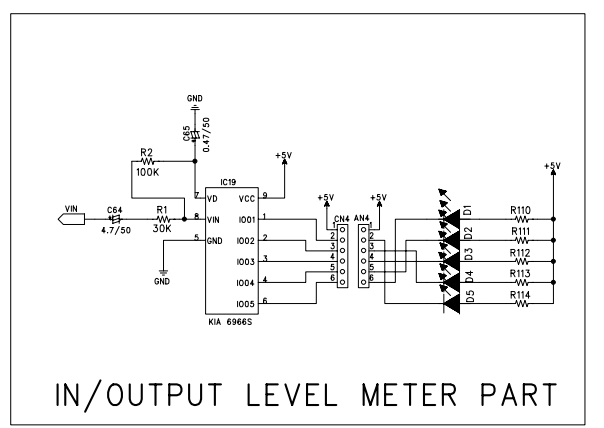 GND
C65
0.47/50
R2
100K
+5V
+5V
IC19
7 VD VCC 9
+5V
CN4 AN4
+5V
VIN
C64
4.7/50
R1
30K
8 VIN IO01 1
5 GND IO02 2
IO03 3
IO04 4
IO05 6
GND
KIA 6966S
1
2
3
4
5
6
1
2
3
4
5
6
D1
R110
D2
R111
D3
R112
D4
R113
D5
R114
IN/OUTPUT LEVEL METER PART